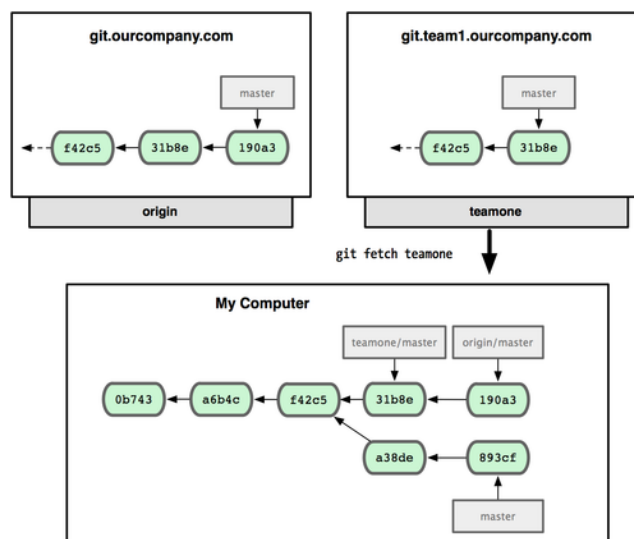 git.ourcompany.com
git.team1.ourcompany.com
master
master
f42c5
31b8e
190a3
f42c5
31b8e
origin
teamone
git fetch teamone
My Computer
teamone/master
origin/master
0b743
a6b4c
f42c5
31b8e
190a3
a38de
893cf
master